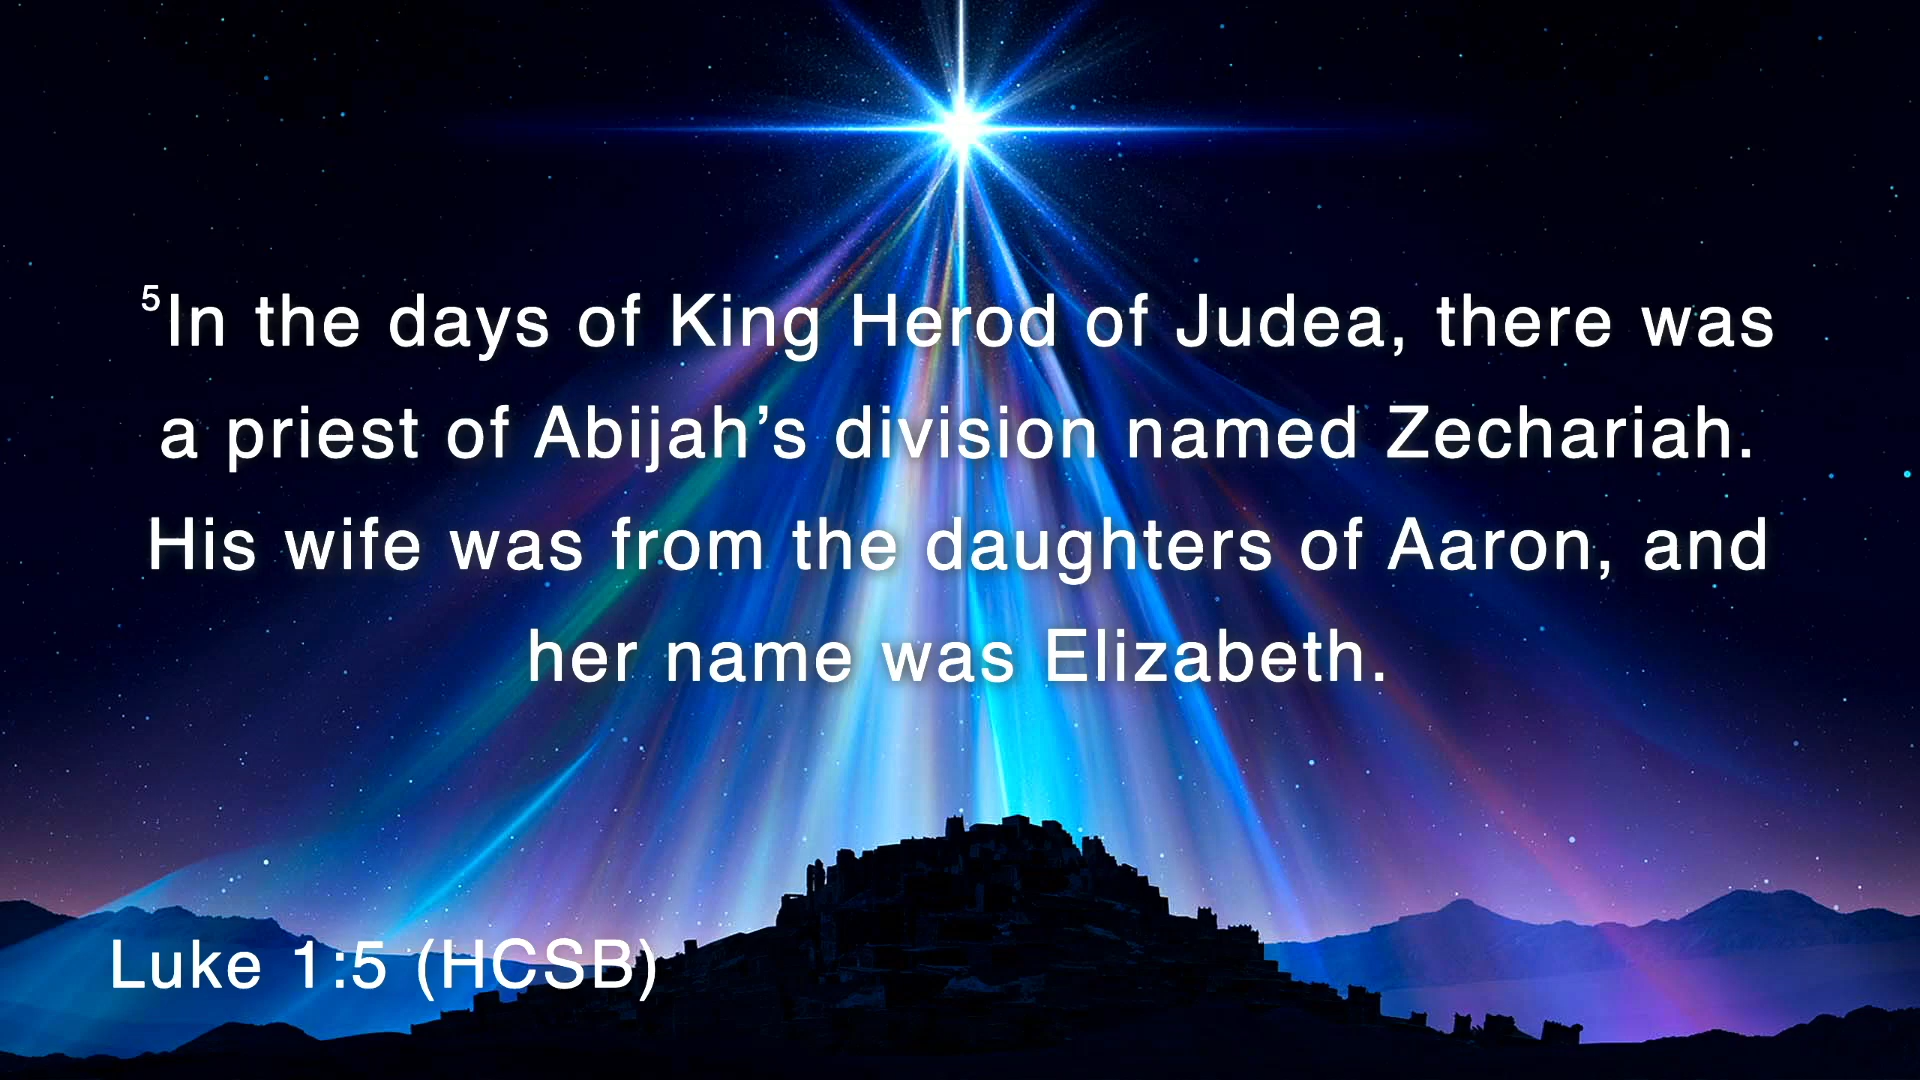 ⁵In the days of King Herod of Judea, there was
a priest of Abijah’s division named Zechariah.
His wife was from the daughters of Aaron, and
her name was Elizabeth.
Luke 1:5 (HCSB)